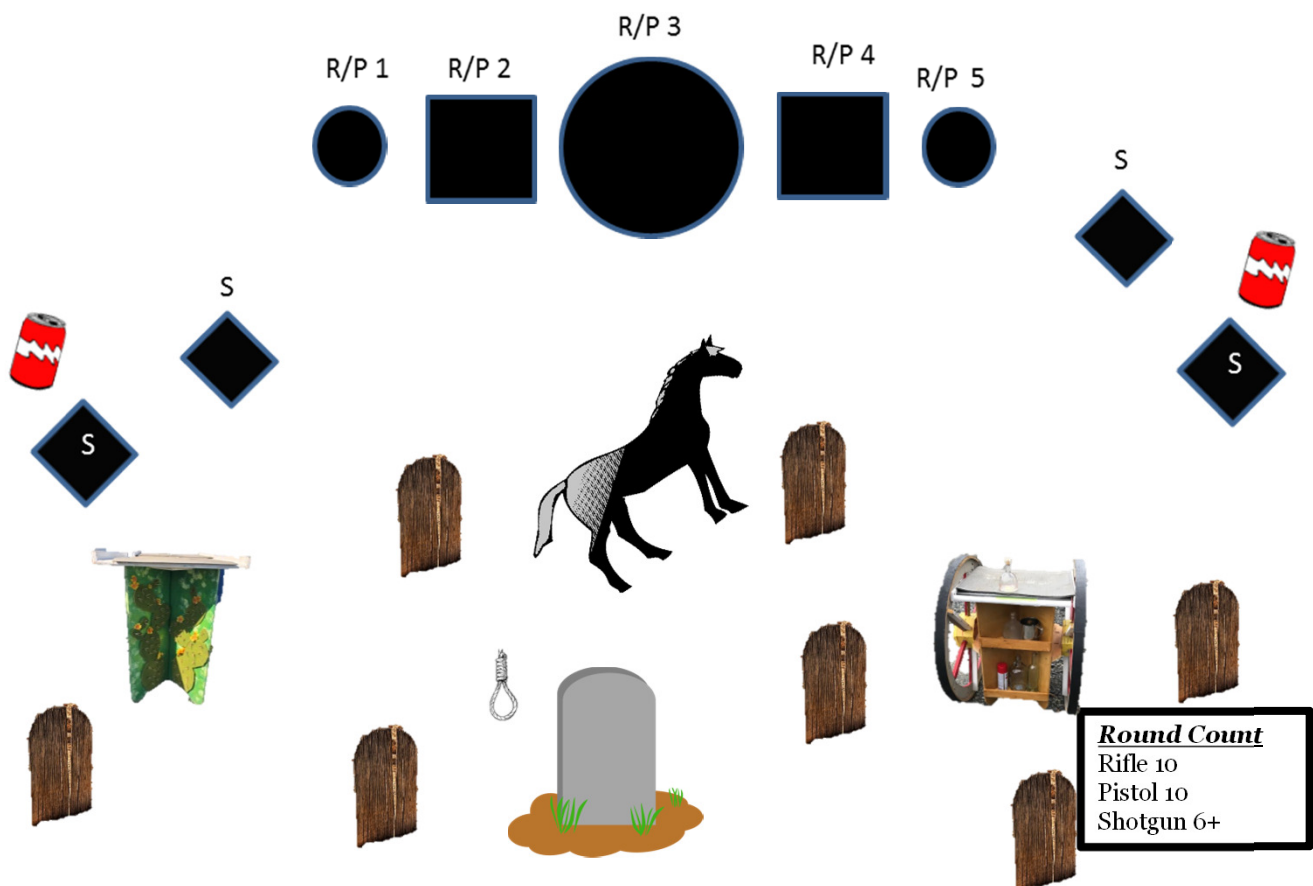 R/P 3
R/P 1
R/P 2
R/P 4
R/P 5
S
S
S
S
Round Count
Rifle 10
Pistol 10
Shotgun 6+